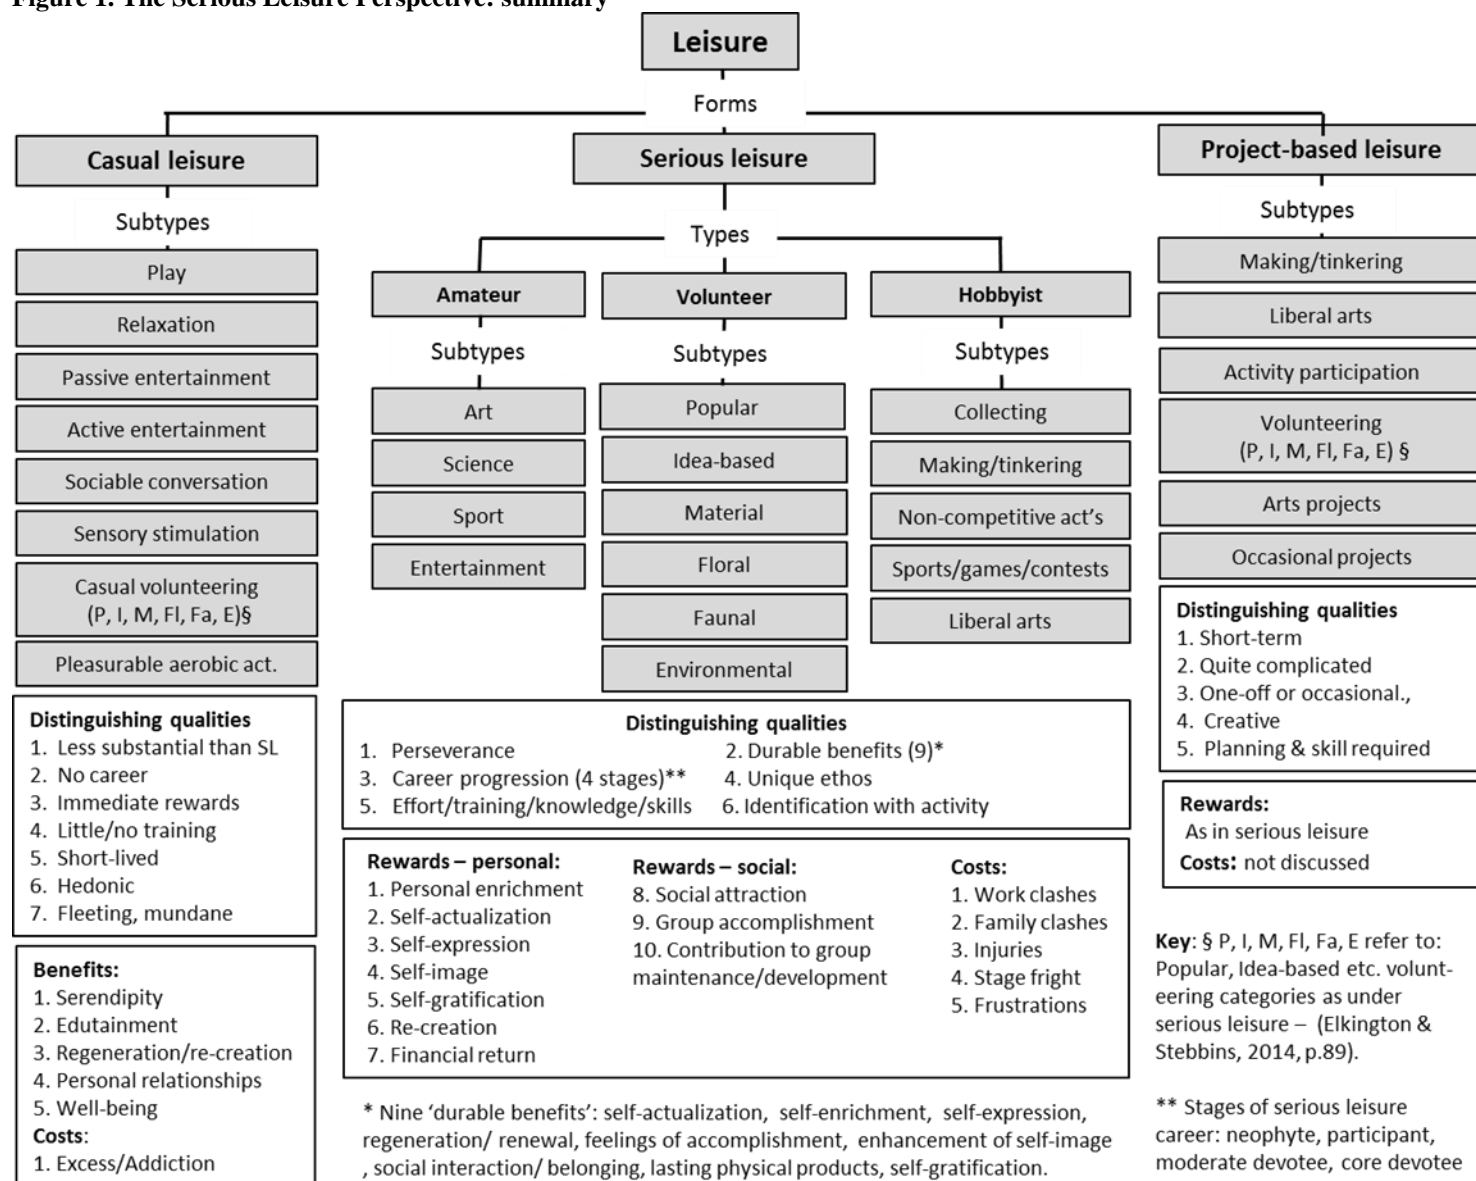 Figure 1. The Serious Leisure Perspective: summary
Leisure
Forms
Casual leisure
Subtypes
Play
Relaxation
Passive entertainment
Active entertainment
Sociable conversation
Sensory stimulation
Casual volunteering
(P, I, M, Fl, Fa, E)§
Pleasurable aerobic act.
Distinguishing qualities
1. Less substantial than SL
2. No career
3. Immediate rewards
4. Little/no training
5. Short-lived
6. Hedonic
7. Fleeting, mundane
Benefits:
1. Serendipity
2. Edutainment
3. Regeneration/re-creation
4. Personal relationships
5. Well-being
Costs:
1. Excess/Addiction
Serious leisure
Types
Amateur
Subtypes
Art
Science
Sport
Entertainment
Volunteer
Subtypes
Popular
Idea-based
Material
Floral
Faunal
Environmental
Hobbyist
Subtypes
Collecting
Making/tinkering
Non-competitive act's
Sports/games/contests
Liberal arts
Distinguishing qualities
1. Perseverance
2. Durable benefits (9)*
3. Career progression (4 stages)**
4. Unique ethos
5. Effort/training/knowledge/skills
6. Identification with activity
Rewards – personal:
1. Personal enrichment
2. Self-actualization
3. Self-expression
4. Self-image
5. Self-gratification
6. Re-creation
7. Financial return
Rewards – social:
8. Social attraction
9. Group accomplishment
10. Contribution to group
maintenance/development
Costs:
1. Work clashes
2. Family clashes
3. Injuries
4. Stage fright
5. Frustrations
* Nine 'durable benefits': self-actualization, self-enrichment, self-expression,
regeneration/ renewal, feelings of accomplishment, enhancement of self-image
, social interaction/ belonging, lasting physical products, self-gratification.
Project-based leisure
Subtypes
Making/tinkering
Liberal arts
Activity participation
Volunteering
(P, I, M, Fl, Fa, E) §
Arts projects
Occasional projects
Distinguishing qualities
1. Short-term
2. Quite complicated
3. One-off or occasional.,
4. Creative
5. Planning & skill required
Rewards:
As in serious leisure
Costs: not discussed
Key: § P, I, M, Fl, Fa, E refer to:
Popular, Idea-based etc. volunt-
eering categories as under
serious leisure – (Elkington &
Stebbins, 2014, p.89).
** Stages of serious leisure
career: neophyte, participant,
moderate devotee, core devotee